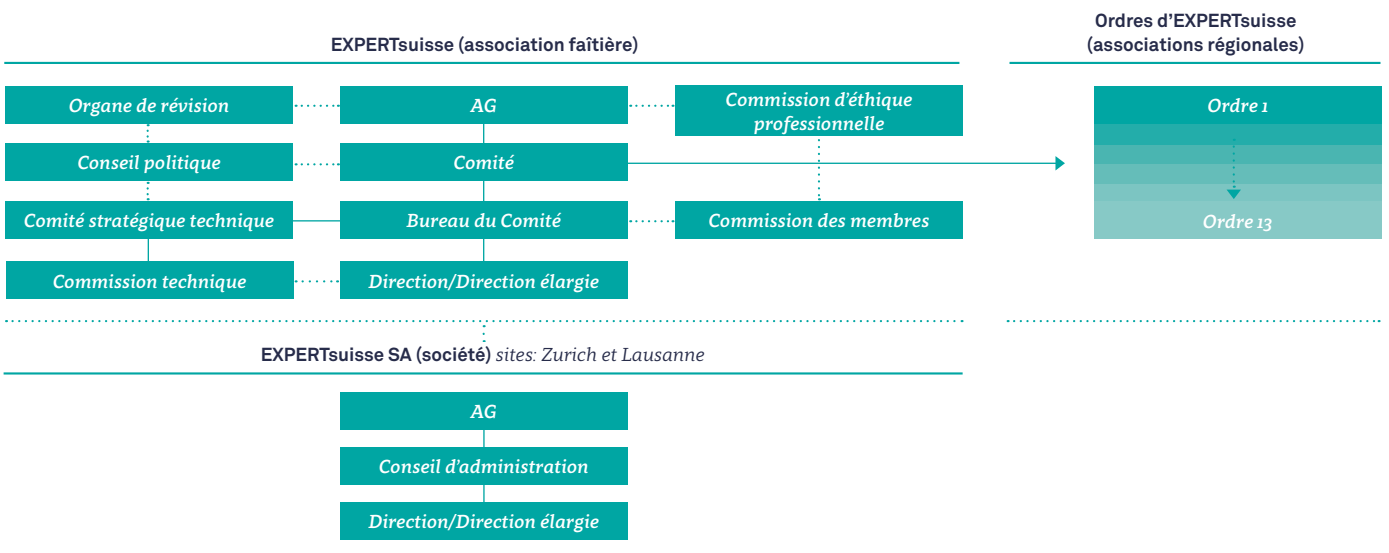 EXPERTsuisse (association faîtière)
Ordres d’EXPERTsuisse
(associations régionales)
Organe de révision
AG
Commission d’éthique
professionnelle
Ordre 1
Conseil politique
Comité
Comité stratégique technique
Bureau du Comité
Commission des membres
Ordre 13
Commission technique
Direction/Direction élargie
EXPERTsuisse SA (société) sites: Zurich et Lausanne
AG
Conseil d’administration
Direction/Direction élargie